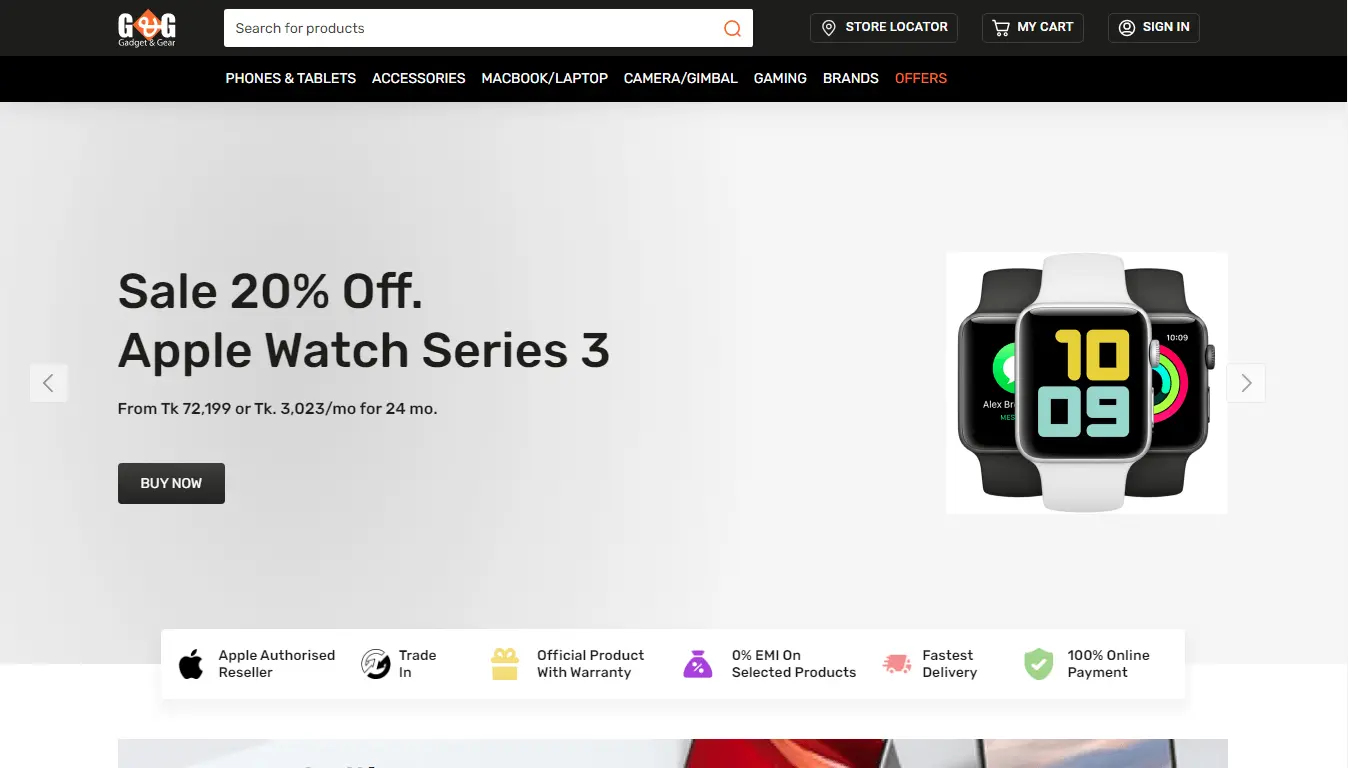 G&G
Gadget & Gear
Search for products
STORE LOCATOR
MY CART
SIGN IN
PHONES & TABLETS
ACCESSORIES
MACBOOK/LAPTOP
CAMERA/GIMBAL
GAMING
BRANDS
OFFERS
Sale 20% Off.
Apple Watch Series 3
From Tk 72,199 or Tk. 3,023/mo for 24 mo.
BUY NOW
10:09
10
09
Alex
MES
Apple Authorised
Reseller
Trade
In
Official Product
With Warranty
0% EMI On
Selected Products
Fastest
Delivery
100% Online
Payment